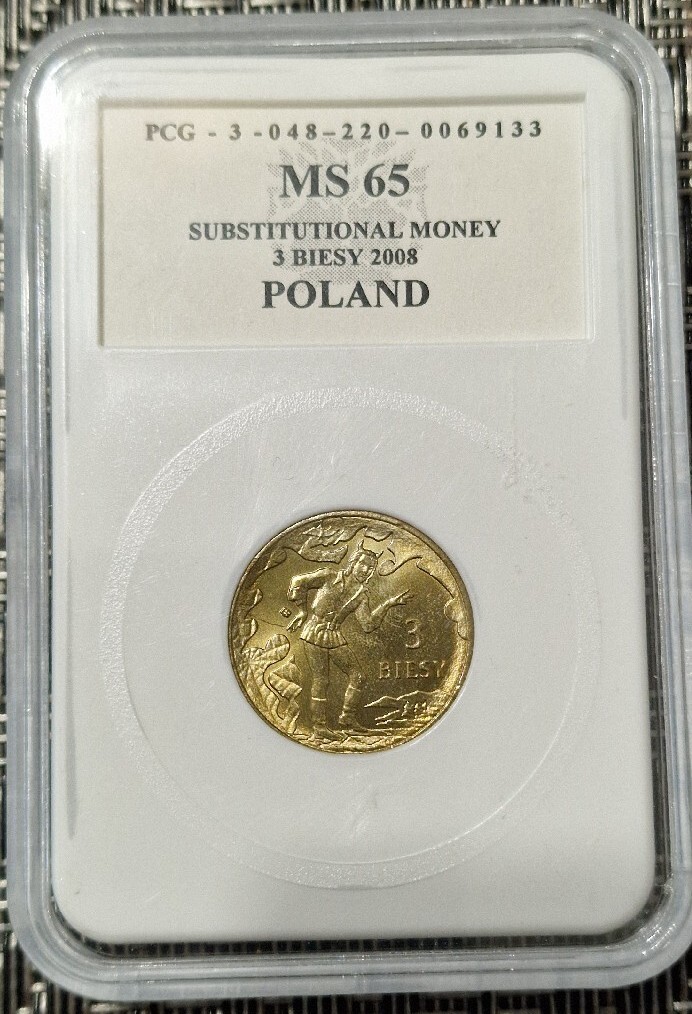 PCG - 3 - 048 - 220 - 0069133
MS 65
SUBSTITUTIONAL MONEY
3 BIESY 2008
POLAND
3
BIESY